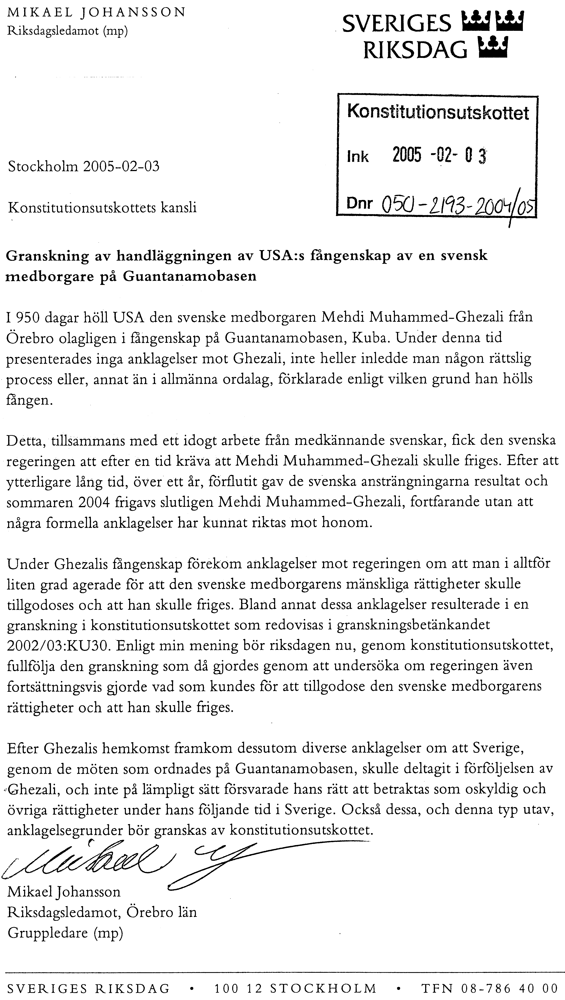 MIKAEL JOHANSSON
Riksdagsledamot (mp)
SVERIGES
RIKSDAG
Konstitutionsutskottet
Ink 2005 -02- 03
Dnr 050-2193-2004/05
Stockholm 2005-02-03
Konstitutionsutskottets kansli
Granskning av handläggningen av USA:s fångenskap av en svensk
medborgare på Guantanamobasen
I 950 dagar höll USA den svenske medborgaren Mehdi Muhammed-Ghezali från
Örebro olagligen i fångenskap på Guantanamobasen, Kuba. Under denna tid
presenterades inga anklagelser mot Ghezali, inte heller inledde man någon rättslig
process eller, annat än i allmänna ordalag, förklarade enligt vilken grund han hölls
fången.
Detta, tillsammans med ett idogt arbete från medkännande svenskar, fick den svenska
regeringen att efter en tid kräva att Mehdi Muhammed-Ghezali skulle friges. Efter att
ytterligare lång tid, över ett år, förflutit gav de svenska ansträngningarna resultat och
sommaren 2004 frigavs slutligen Mehdi Muhammed-Ghezali, fortfarande utan att
några formella anklagelser har kunnat riktas mot honom.
Under Ghezalis fångenskap förekom anklagelser mot regeringen om att man i alltför
liten grad agerade för att den svenske medborgarens mänskliga rättigheter skulle
tillgodoses och att han skulle friges. Bland annat dessa anklagelser resulterade i en
granskning i konstitutionsutskottet som redovisas i granskningsbetänkandet
2002/03:KU30. Enligt min mening bör riksdagen nu, genom konstitutionsutskottet,
fullfölja den granskning som då gjordes genom att undersöka om regeringen även
fortsättningsvis gjorde vad som kundes för att tillgodose den svenske medborgarens
rättigheter och att han skulle friges.
Efter Ghezalis hemkomst framkom dessutom diverse anklagelser om att Sverige,
genom de möten som ordnades på Guantanamobasen, skulle deltagit i förföljelsen av
Ghezali, och inte på lämpligt sätt försvarade hans rätt att betraktas som oskyldig och
övriga rättigheter under hans följande tid i Sverige. Också dessa, och denna typ utav,
anklagelsegrunder bör granskas av konstitutionsutskottet.
Mikael J
Mikael Johansson
Riksdagsledamot, Örebro län
Gruppledare (mp)
SVERIGES RIKSDAG • 100 12 STOCKHOLM • TFN 08-786 40 00